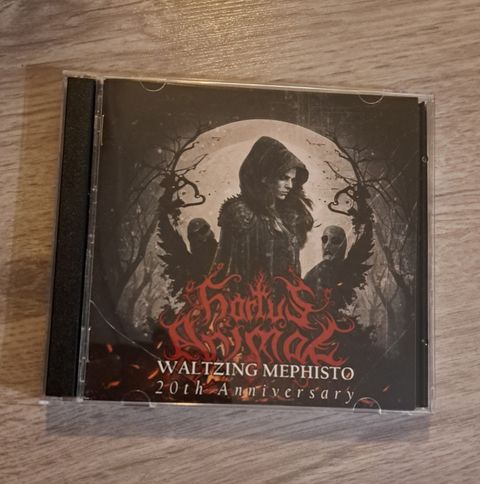 Hortus
Animae
WALTZING MEPHISTO
20th Anniversary